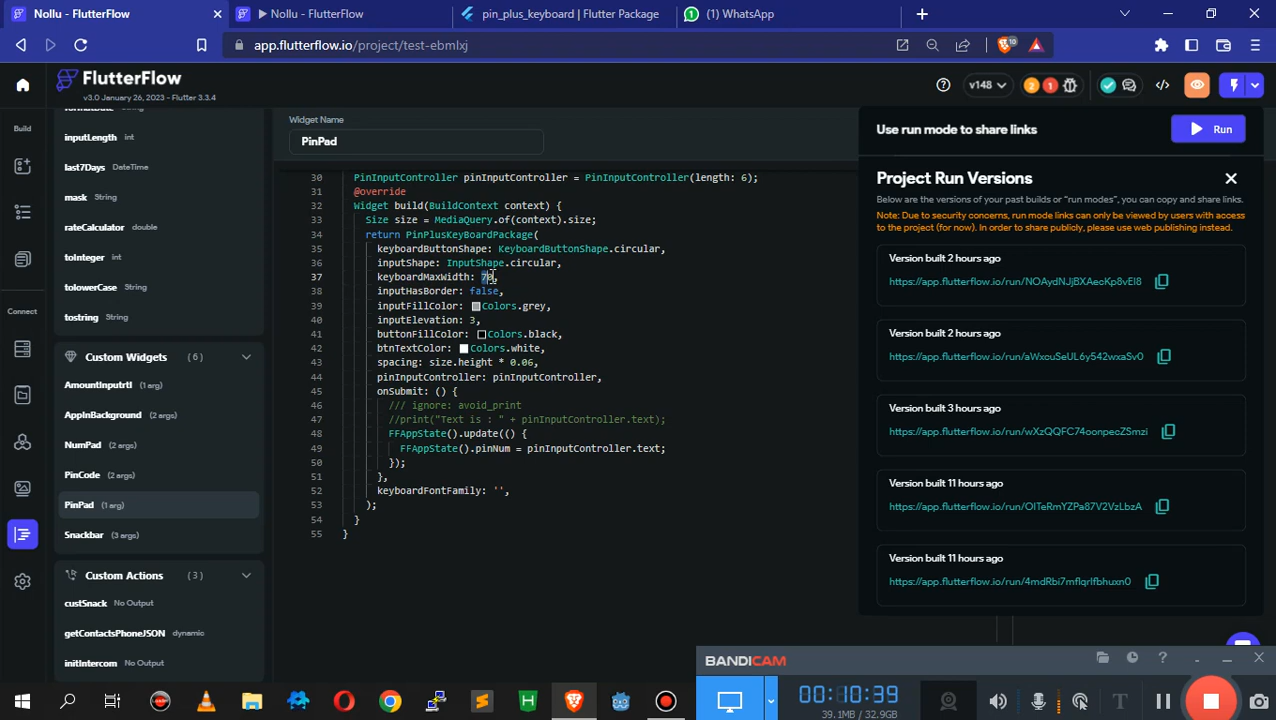 Nollu - FlutterFlow
Nollu - FlutterFlow
pin_plus_keyboard | Flutter Package
(1) WhatsApp
app.flutterflow.io/project/test-ebmlxj
10
FlutterFlow
v3.0 January 26, 2023 - Flutter 3.3.4
v148
2
1
Build
Connect
inputLength int
last7Days DateTime
mask String
rateCalculator double
toInteger int
tolowerCase String
tostring String
Custom Widgets (6)
AmountInputrtl (1 arg)
AppInBackground (2 args)
NumPad (2 args)
PinCode (2 args)
PinPad (1 arg)
Snackbar (3 args)
Custom Actions (3)
custSnack No Output
getContactsPhoneJSON dynamic
initIntercom No Output
Widget Name
PinPad
30 PinInputController pinInputController = PinInputController(length: 6);
31 @override
32 Widget build(BuildContext context) {
33 Size size = MediaQuery.of(context).size;
34 return PinPlusKeyBoardPackage(
35 keyboardButtonShape: KeyboardButtonShape.circular,
36 inputShape: InputShape.circular,
37 keyboardMaxWidth:
38 inputHasBorder: false,
39 inputFillColor: Colors.grey,
40 inputElevation: 3,
41 buttonFillColor: Colors.black,
42 btnTextColor: Colors.white,
43 spacing: size.height * 0.06,
44 pinInputController: pinInputController,
45 onSubmit: () {
46 /// ignore: avoid_print
47 //print("Text is : " + pinInputController.text);
48 FFAppState().update(() {
49 FFAppState().pinNum = pinInputController.text;
50 });
51 },
52 keyboardFontFamily: '',
53 );
54 }
55 }
Use run mode to share links
Run
Project Run Versions
Below are the versions of your past builds or "run modes", you can copy and share links.
Note: Due to security concerns, run mode links can only be viewed by users with access
to the project (for now). In order to share publicly, please use web publishing instead.
Version built 2 hours ago
https://app.flutterflow.io/run/NOAydNJjBXAecKp8vEl8
Version built 2 hours ago
https://app.flutterflow.io/run/aWxcuSeUL6y542wxaSv0
Version built 3 hours ago
https://app.flutterflow.io/run/wXzQQFC74oonpecZSmzi
Version built 11 hours ago
https://app.flutterflow.io/run/OITeRmYZPa87V2VzLbzA
Version built 11 hours ago
https://app.flutterflow.io/run/4mdRbi7mflqrlfbhuxn0
BANDICAM
00:10:39
39.1MB / 32.9GB